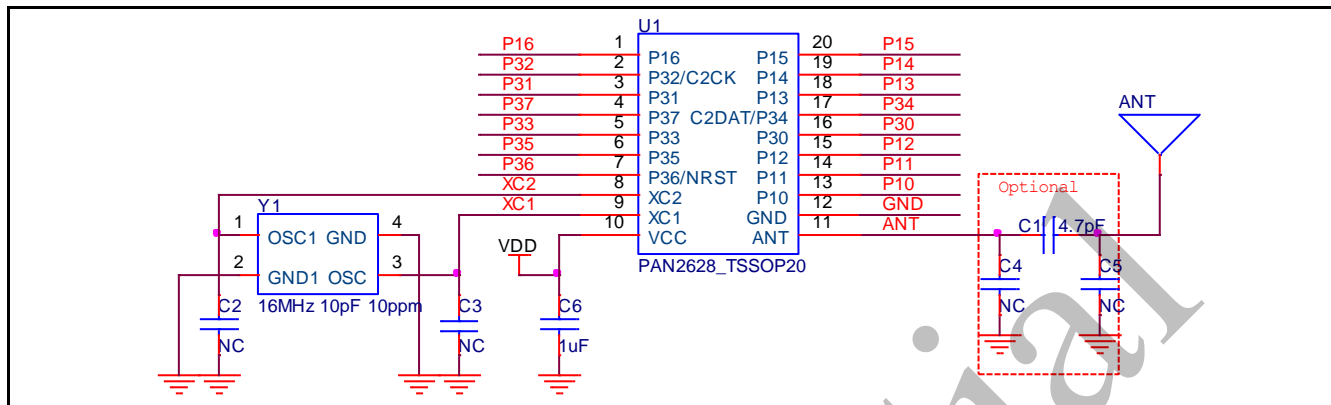 U1
P16 1 P16 P15 20 P15
P32 2 P32/C2CK P14 19 P14
P31 3 P31 P13 18 P13
P37 4 P37 C2DAT/P34 17 P34
P33 5 P33 P30 16 P30
P35 6 P35 P12 15 P12
P36 7 P36/NRST P11 14 P11
XC2 8 XC2 P10 13 P10
XC1 9 XC1 GND 12 GND
10 VCC ANT 11 ANT
PAN2628_TSSOP20
ANT
Optional
C1 4.7pF
C4
NC
C5
NC
Y1
1 OSC1 GND 4
2 GND1 OSC 3
16MHz 10pF 10ppm
VDD
C2
NC
C3
NC
C6
1uF